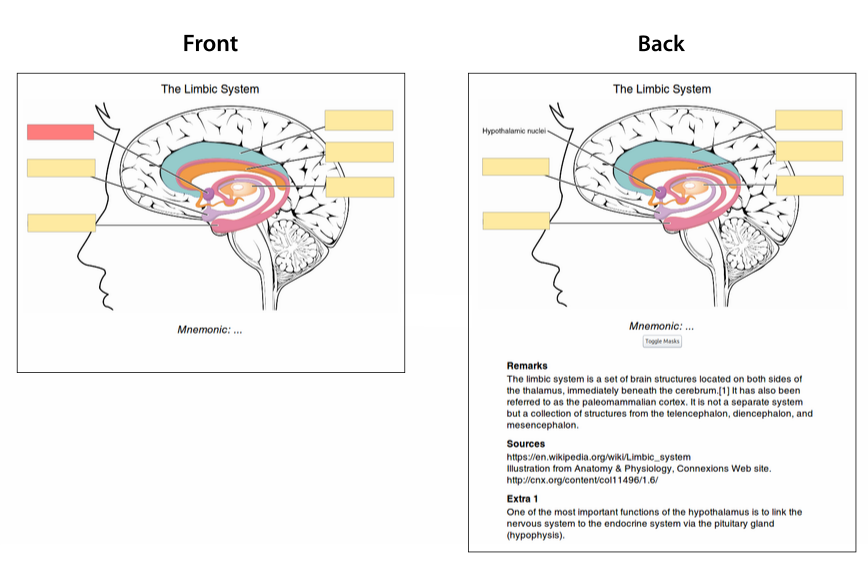 Front
The Limbic System
Mnemonic: ...
Back
The Limbic System
Hypothalamic nuclei
Mnemonic: ...
Toggle Masks
Remarks
The limbic system is a set of brain structures located on both sides of
the thalamus, immediately beneath the cerebrum.[1] It has also been
referred to as the paleomammalian cortex. It is not a separate system
but a collection of structures from the telencephalon, diencephalon, and
mesencephalon.
Sources
https://en.wikipedia.org/wiki/Limbic_system
Illustration from Anatomy & Physiology, Connexions Web site.
http://cnx.org/content/col11496/1.6/
Extra 1
One of the most important functions of the hypothalamus is to link the
nervous system to the endocrine system via the pituitary gland
(hypophysis).